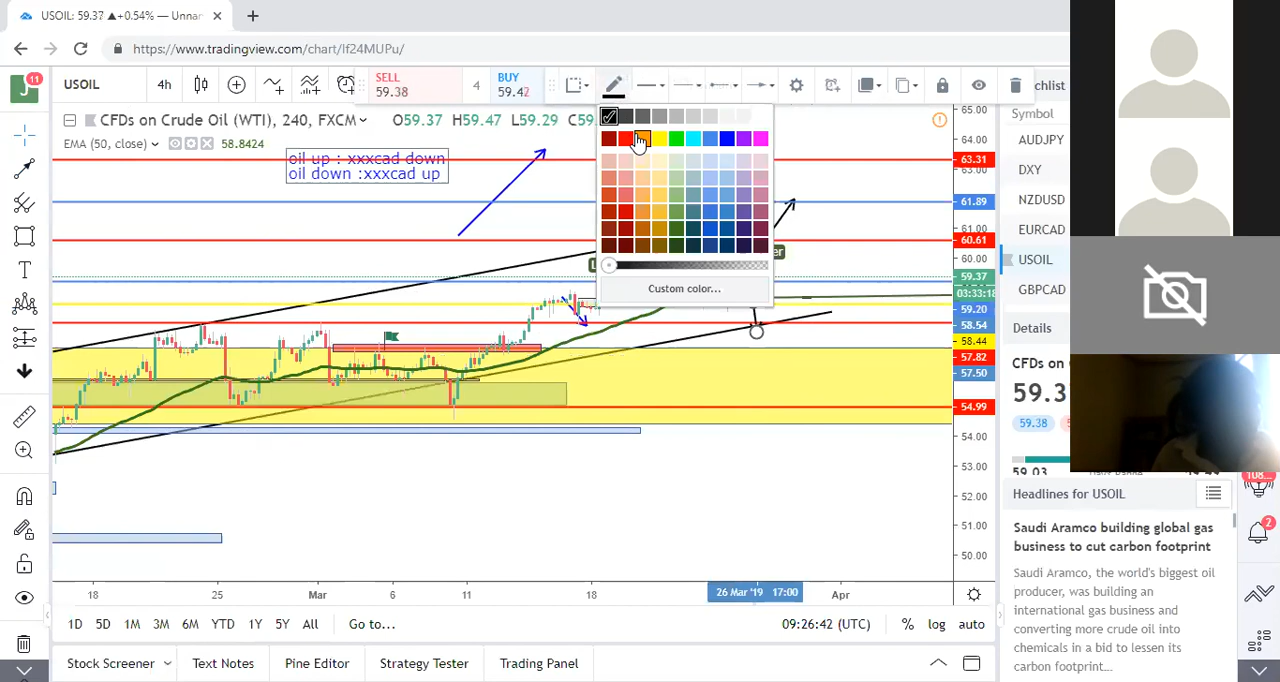 USOIL: 59.37 ▲+0.54% — Unnar
https://www.tradingview.com/chart/lf24MUPu/
11
J
USOIL
4h
SELL
59.38
4
BUY
59.42
chlist
CFDs on Crude Oil (WTI), 240, FXCM
O59.37 H59.47 L59.29 C59
EMA (50, close) 58.8424
oil up : xxxcad down
oil down :xxxcad up
Custom color...
65.00
64.00
63.31
63.00
61.89
61.00
60.61
60.00
59.37
03:33:18
59.20
58.54
58.44
57.82
57.50
54.99
54.00
53.00
52.00
51.00
50.00
Symbol
AUDJPY
DXY
NZDUSD
EURCAD
USOIL
GBPCAD
Details
CFDs on
59.3
59.38
59.03
Headlines for USOIL
Saudi Aramco building global gas
business to cut carbon footprint
Saudi Aramco, the world's biggest oil
producer, was building an
international gas business and
converting more crude oil into
chemicals in a bid to lessen its
carbon footprint...
108...
2
18
25
Mar
6
11
18
26 Mar '19 17:00
Apr
1D 5D 1M 3M 6M YTD 1Y 5Y All Go to...
09:26:42 (UTC) % log auto
Stock Screener Text Notes Pine Editor Strategy Tester Trading Panel